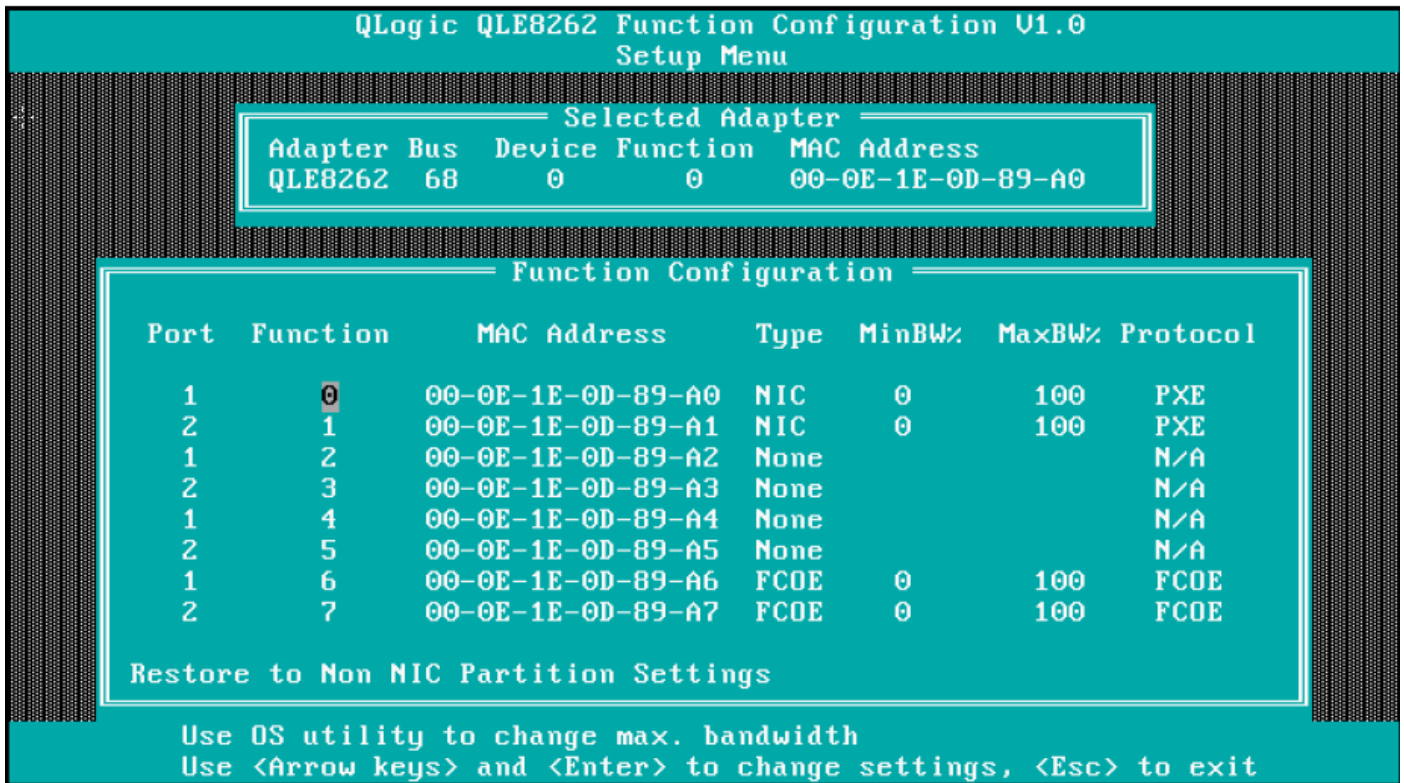 QLogic QLE8262 Function Configuration V1.0
Setup Menu
Selected Adapter
Adapter Bus Device Function MAC Address
QLE8262 68 0 0 00-0E-1E-0D-89-A0
Function Configuration
Port Function MAC Address Type MinBW% MaxBW% Protocol
1 0 00-0E-1E-0D-89-A0 NIC 0 100 PXE
2 1 00-0E-1E-0D-89-A1 NIC 0 100 PXE
1 2 00-0E-1E-0D-89-A2 None N/A
2 3 00-0E-1E-0D-89-A3 None N/A
1 4 00-0E-1E-0D-89-A4 None N/A
2 5 00-0E-1E-0D-89-A5 None N/A
1 6 00-0E-1E-0D-89-A6 FCOE 0 100 FCOE
2 7 00-0E-1E-0D-89-A7 FCOE 0 100 FCOE
Restore to Non NIC Partition Settings
Use OS utility to change max. bandwidth
Use <Arrow keys> and <Enter> to change settings, <Esc> to exit